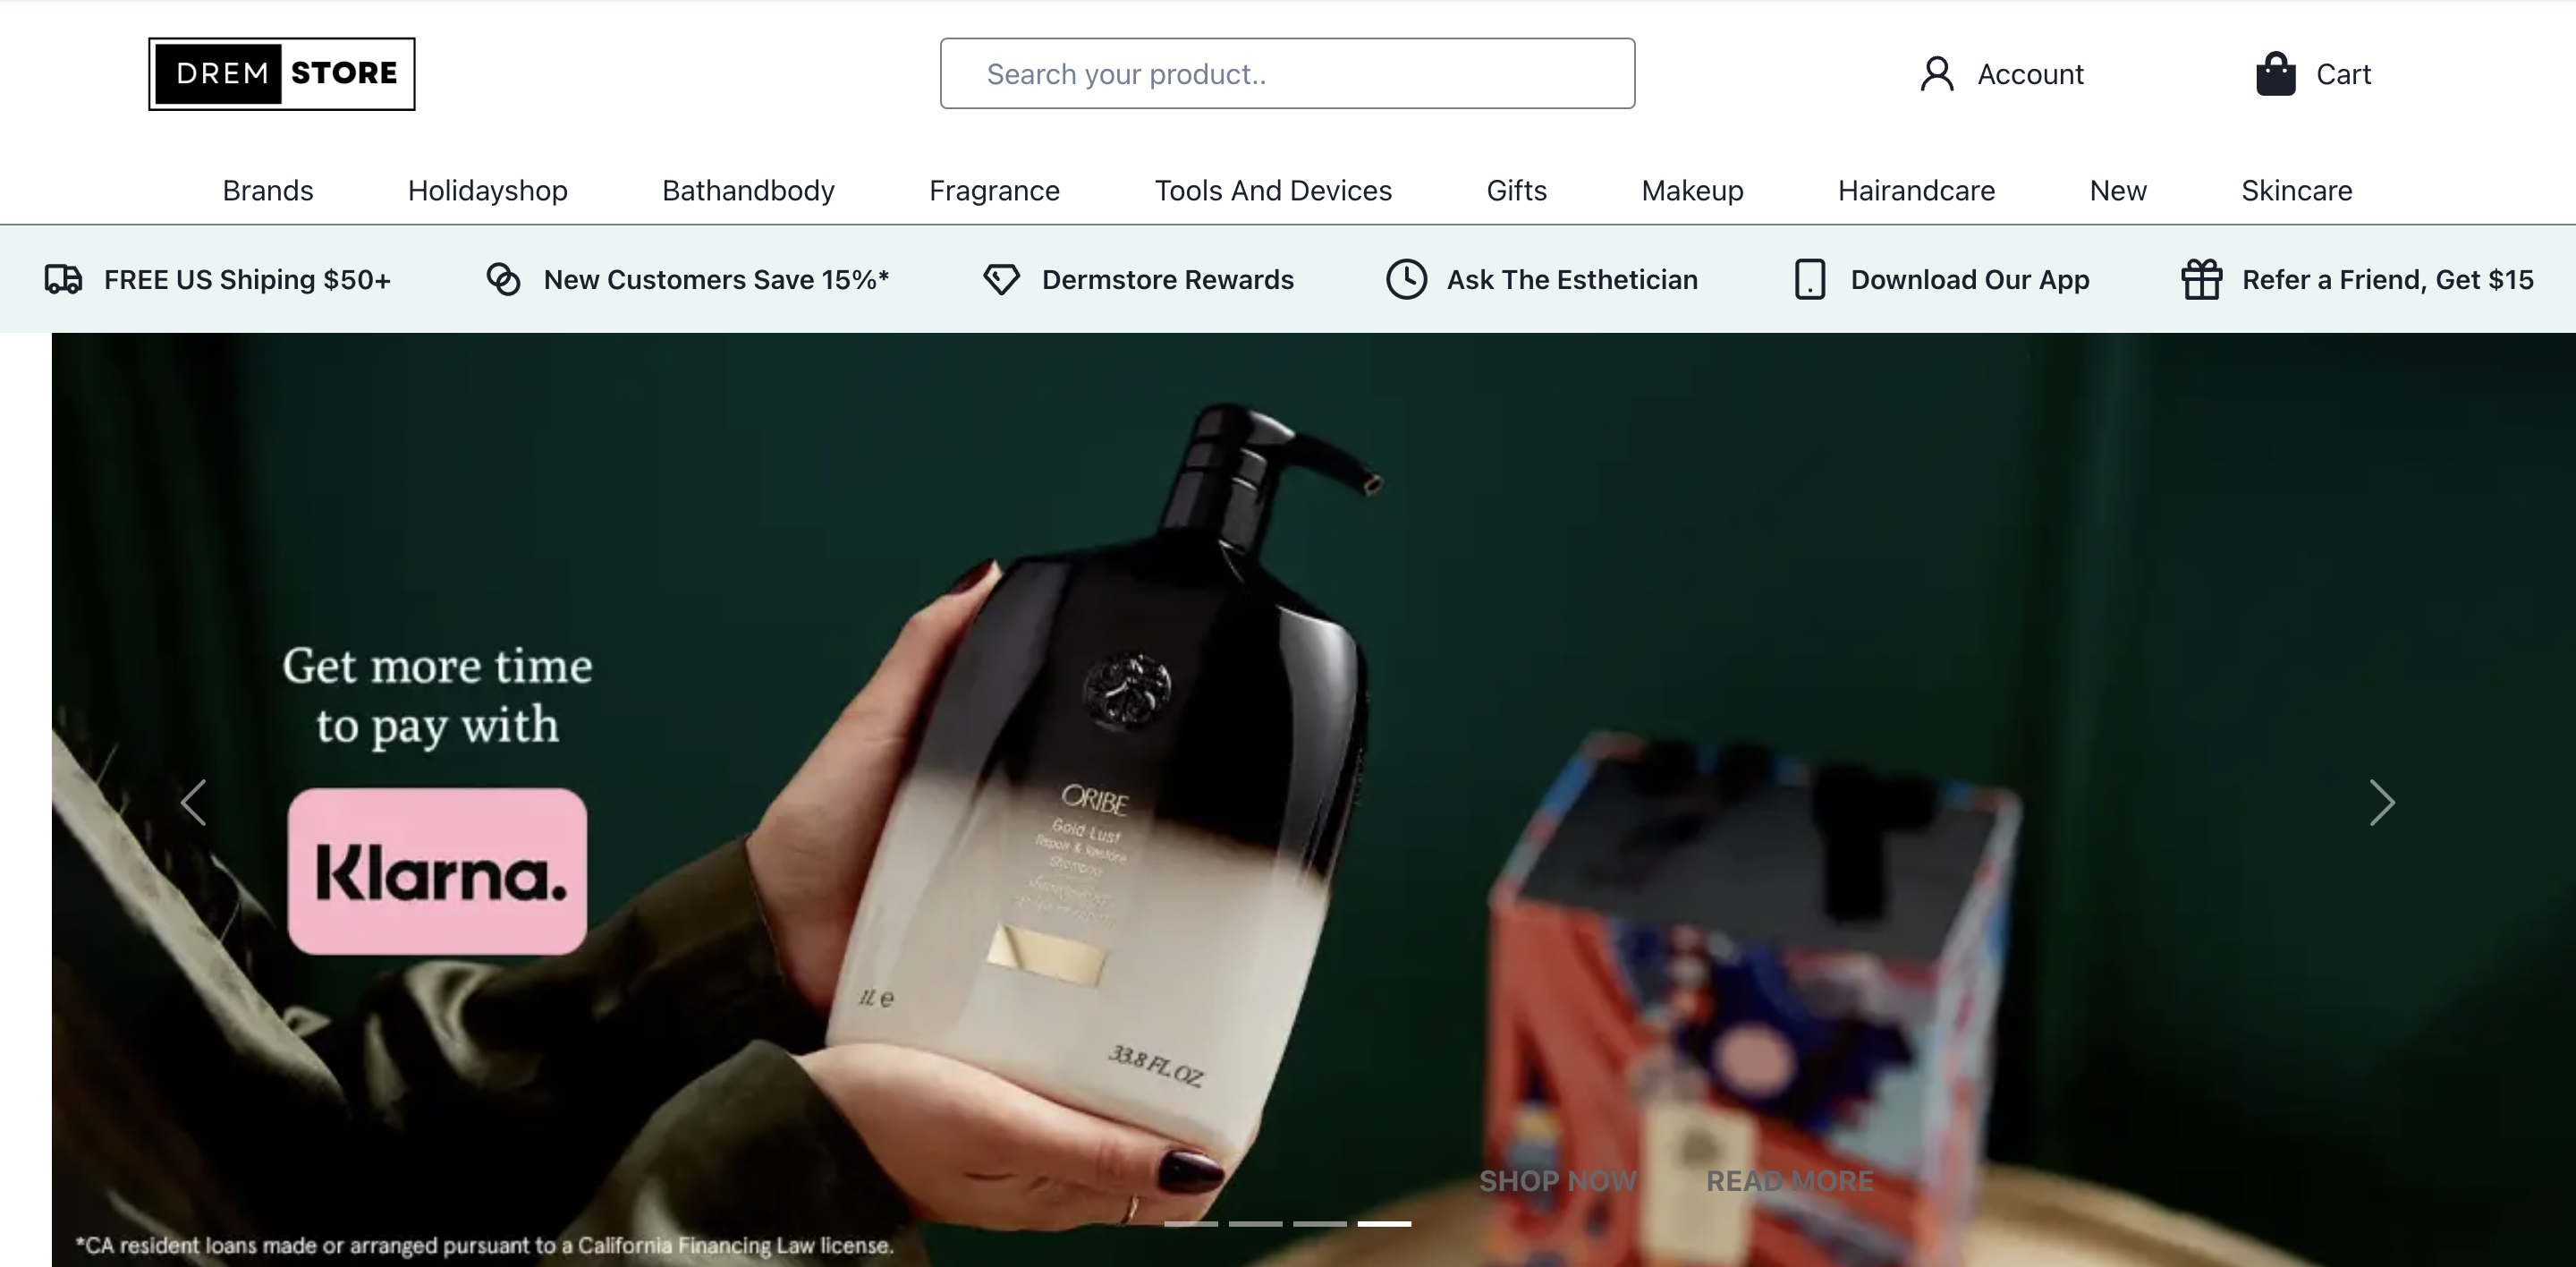 DREM STORE
Search your product..
Account
Cart
Brands
Holidayshop
Bathandbody
Fragrance
Tools And Devices
Gifts
Makeup
Hairandcare
New
Skincare
FREE US Shiping $50+
New Customers Save 15%*
Dermstore Rewards
Ask The Esthetician
Download Our App
Refer a Friend, Get $15
Get more time
to pay with
Klarna.
ORIBE
Gold Lust
Repair & Restore
Shampoo
1L e
33.8 FL OZ
SHOP NOW
READ MORE
*CA resident loans made or arranged pursuant to a California Financing Law license.